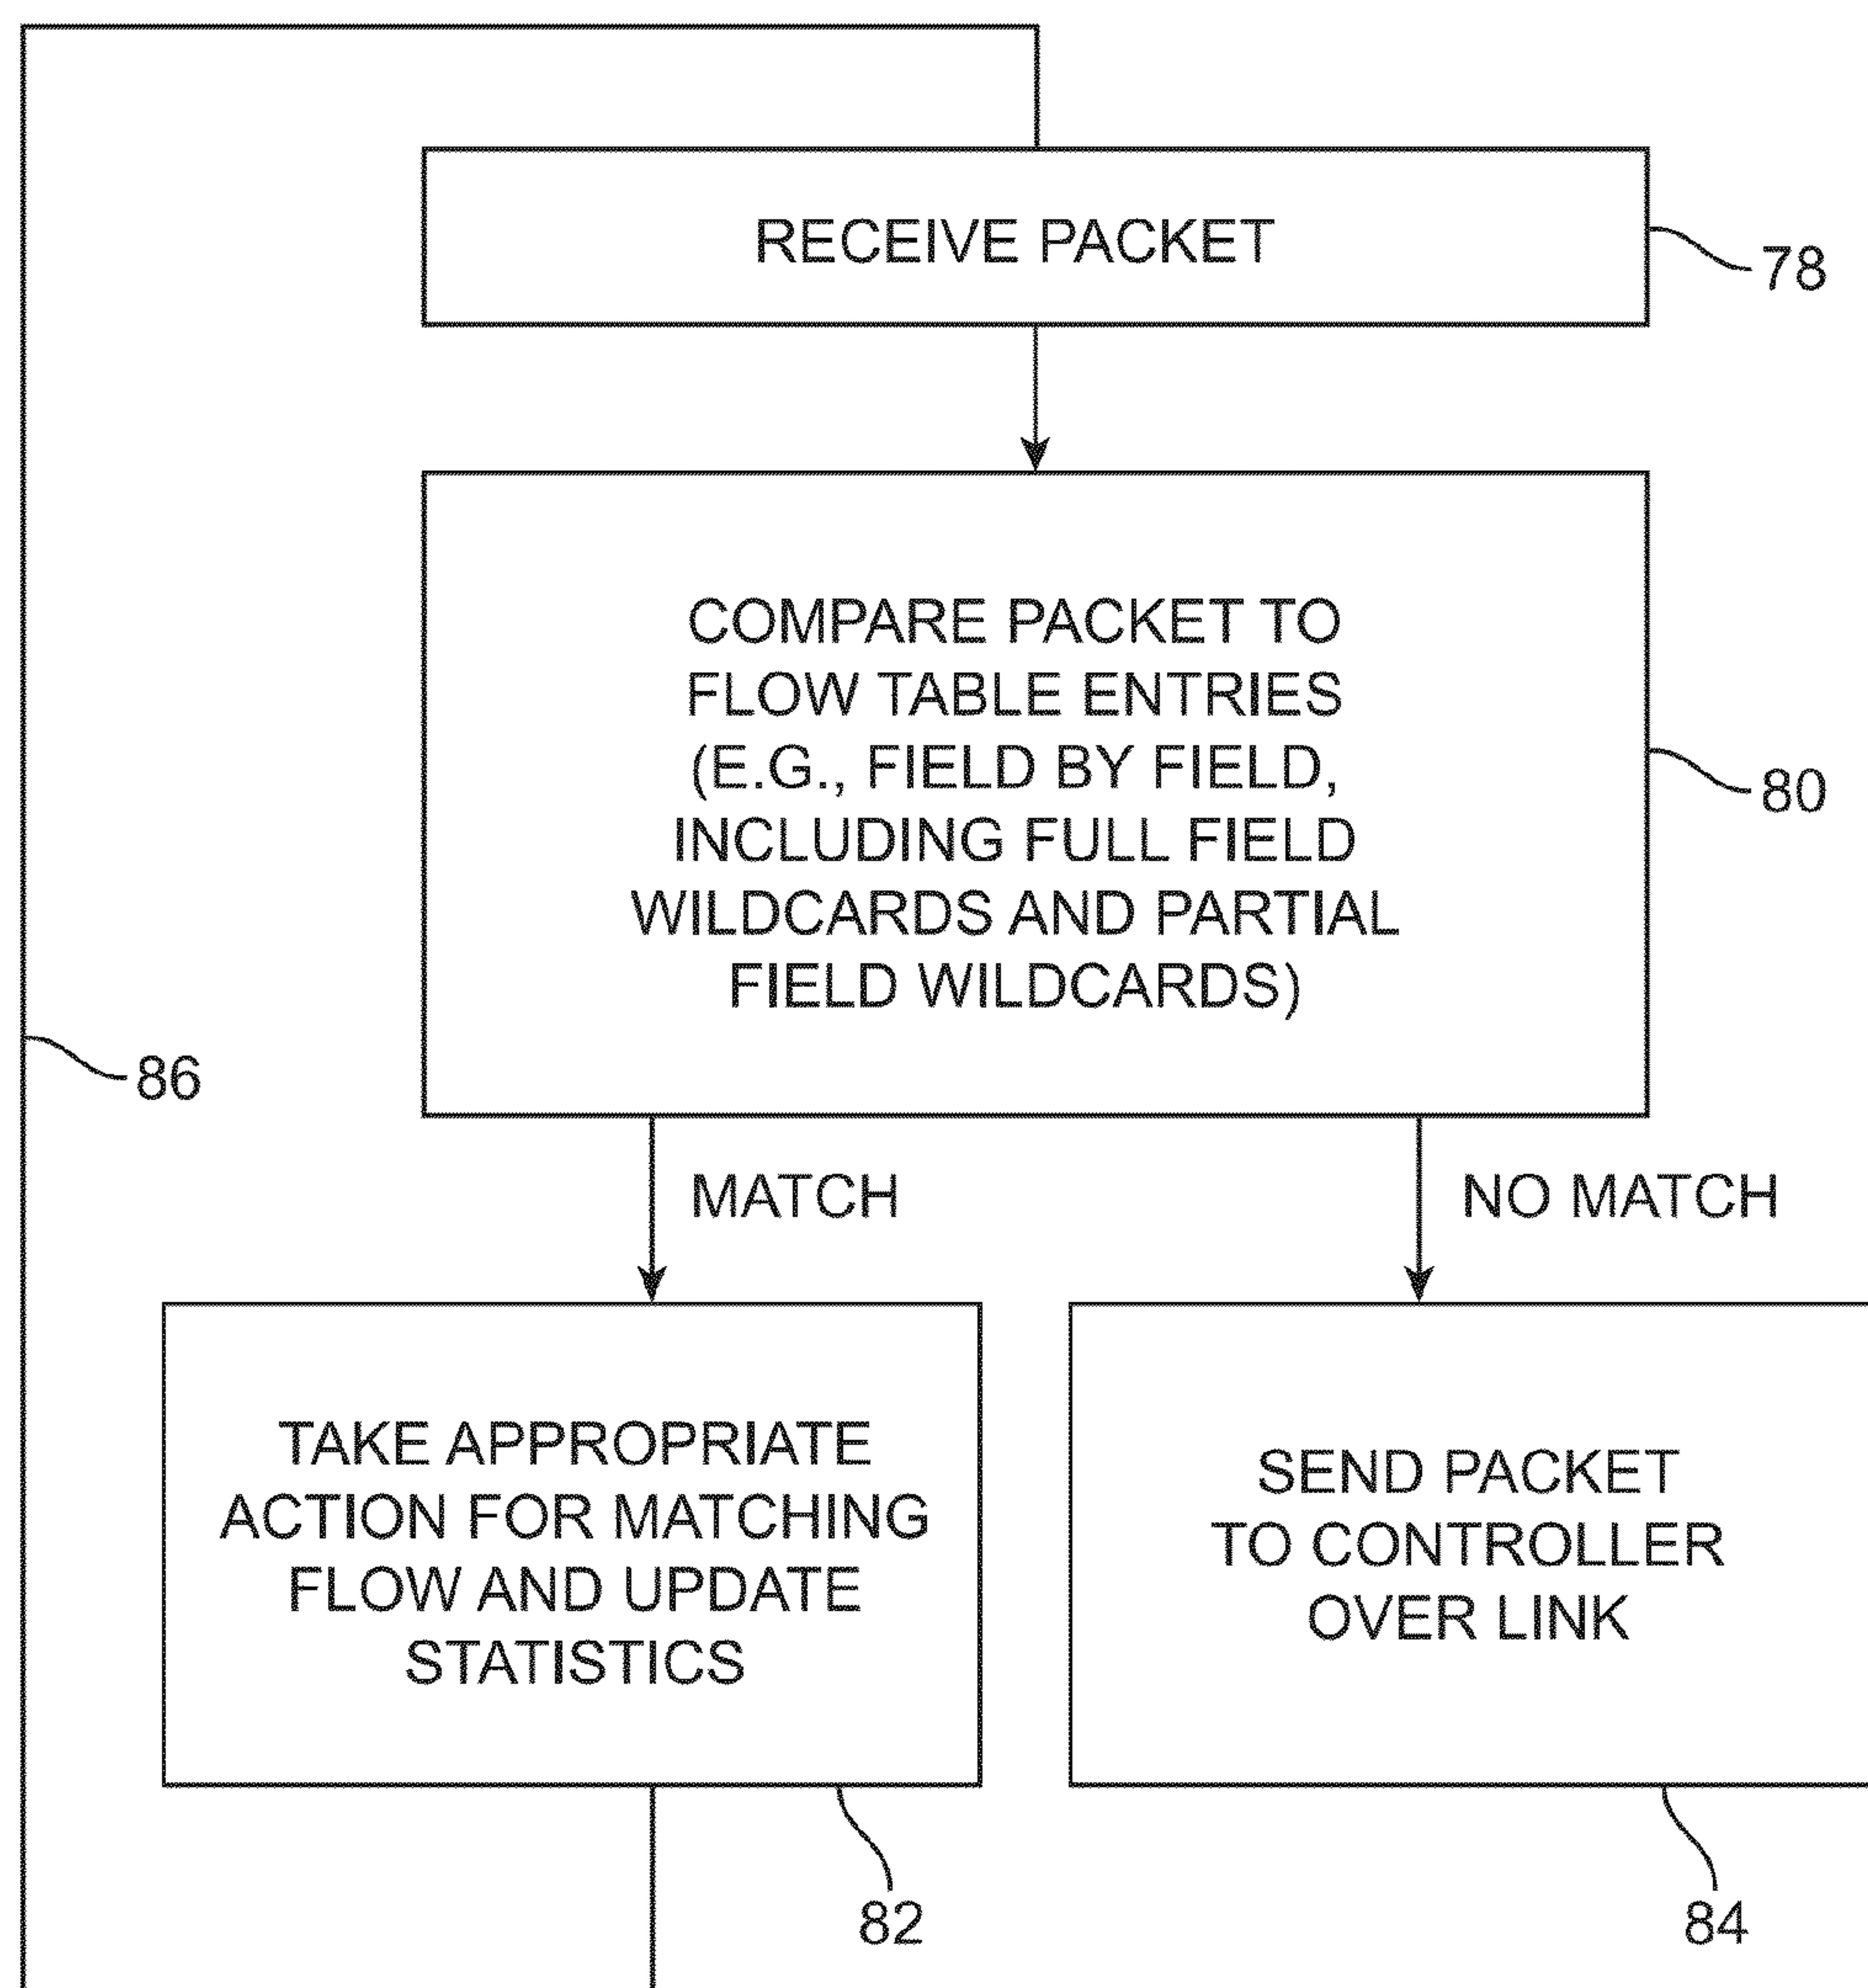 RECEIVE PACKET
78
COMPARE PACKET TO
FLOW TABLE ENTRIES
(E.G., FIELD BY FIELD,
INCLUDING FULL FIELD
WILDCARDS AND PARTIAL
FIELD WILDCARDS)
80
86
MATCH
NO MATCH
TAKE APPROPRIATE
ACTION FOR MATCHING
FLOW AND UPDATE
STATISTICS
SEND PACKET
TO CONTROLLER
OVER LINK
82
84